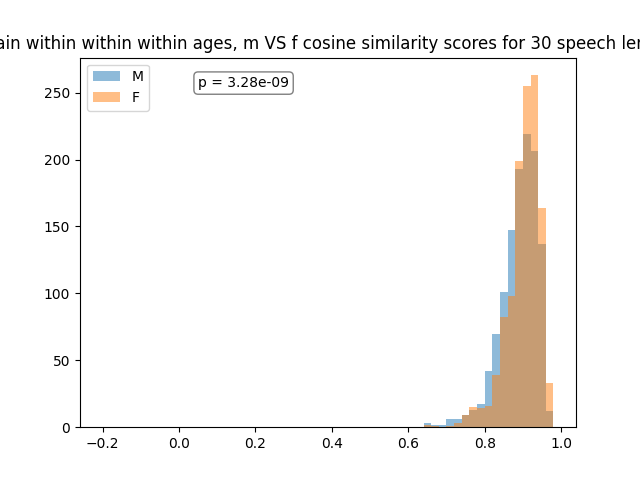 ain within within within ages, m VS f cosine similarity scores for 30 speech len
M
F
p = 3.28e-09
250
200
150
100
50
0
−0.2 0.0 0.2 0.4 0.6 0.8 1.0